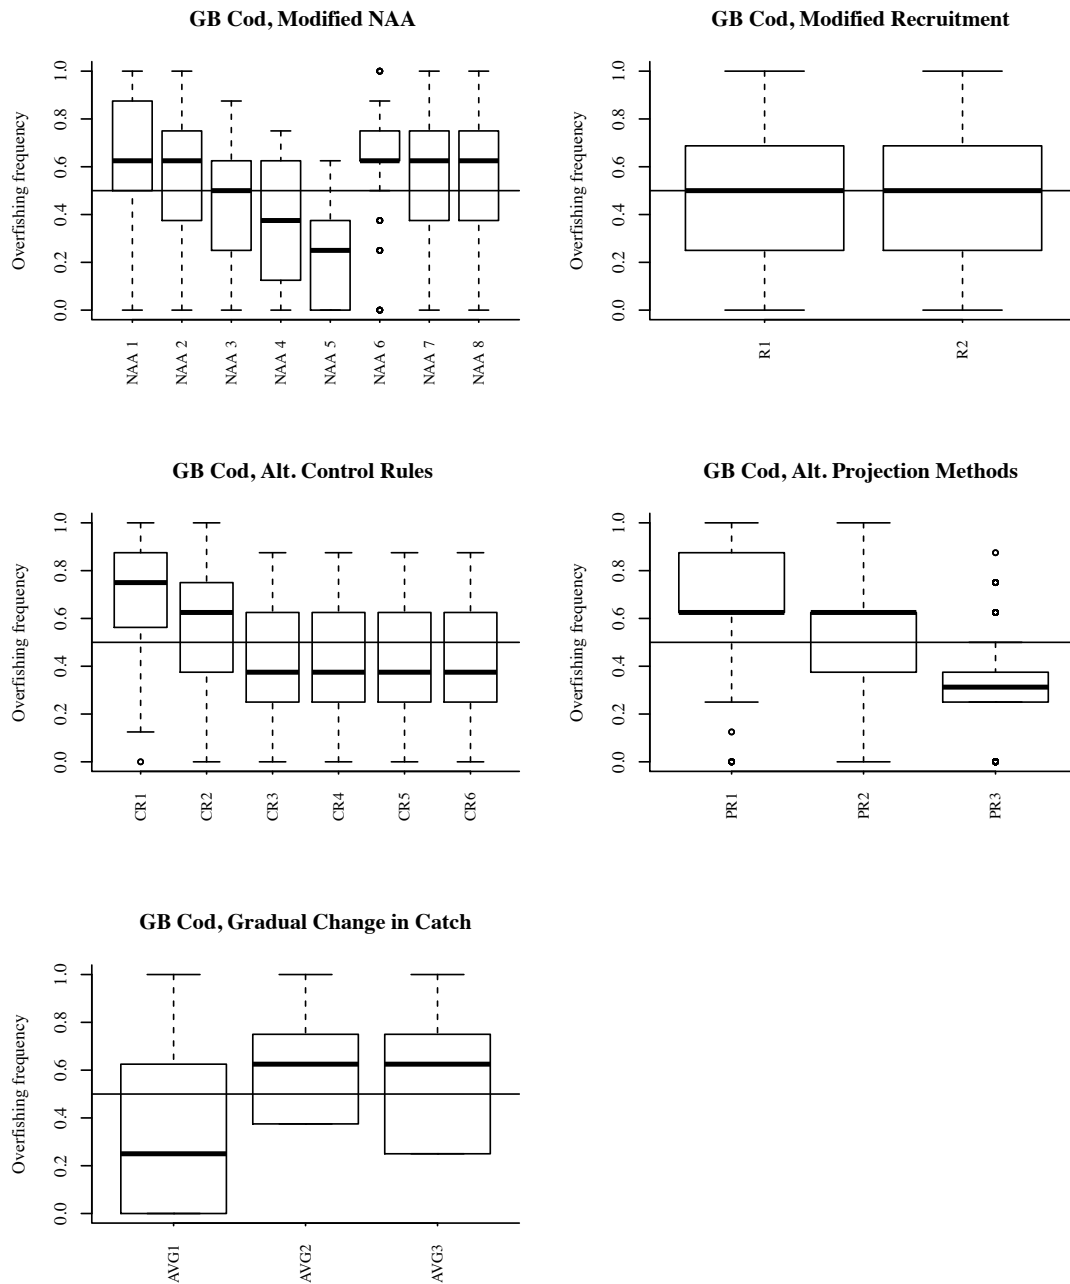 GB Cod, Modified NAA
Overfishing frequency
1.0
0.8
0.6
0.4
0.2
0.0
NAA 1
NAA 2
NAA 3
NAA 4
NAA 5
NAA 6
NAA 7
NAA 8
GB Cod, Modified Recruitment
Overfishing frequency
1.0
0.8
0.6
0.4
0.2
0.0
R1
R2
GB Cod, Alt. Control Rules
Overfishing frequency
1.0
0.8
0.6
0.4
0.2
0.0
CR1
CR2
CR3
CR4
CR5
CR6
GB Cod, Alt. Projection Methods
Overfishing frequency
1.0
0.8
0.6
0.4
0.2
0.0
PR1
PR2
PR3
GB Cod, Gradual Change in Catch
Overfishing frequency
1.0
0.8
0.6
0.4
0.2
0.0
AVG1
AVG2
AVG3